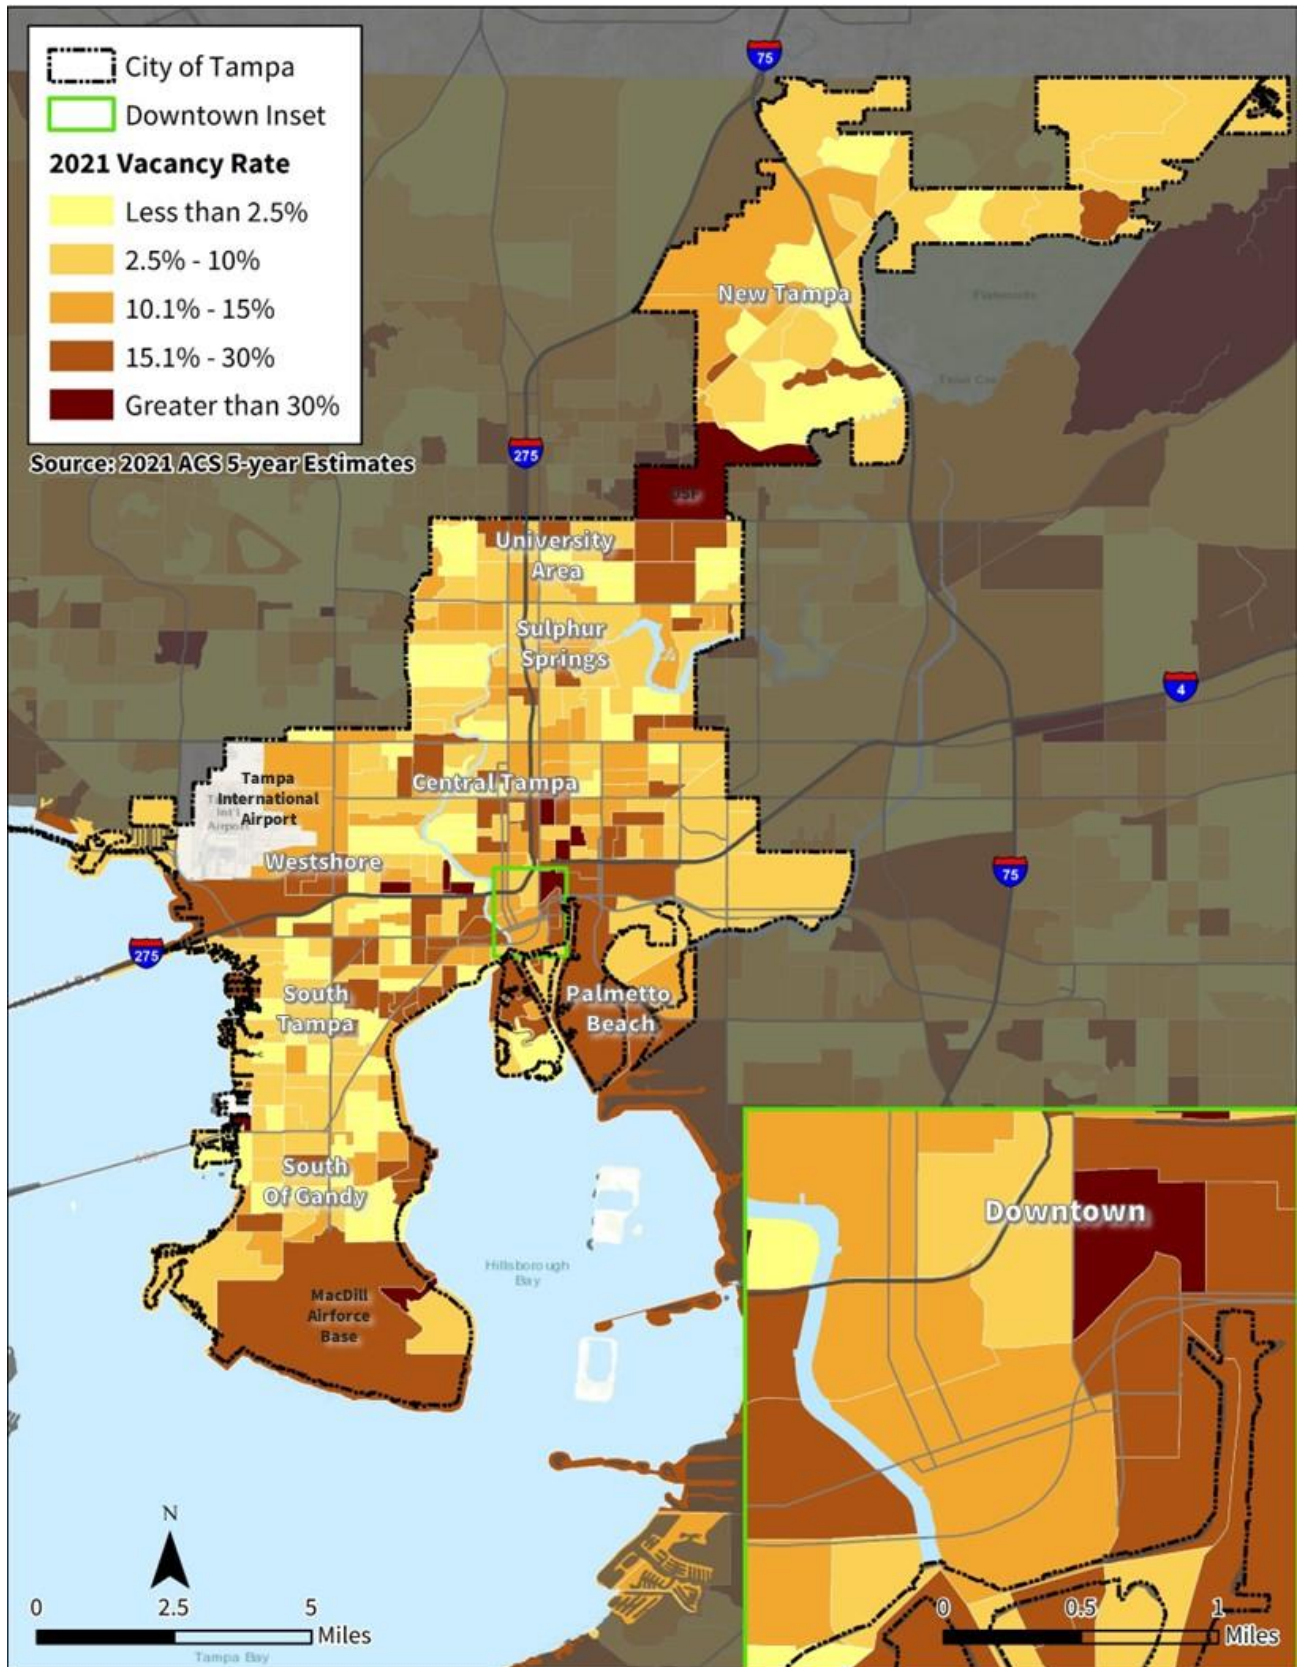 City of Tampa
Downtown Inset
2021 Vacancy Rate
Less than 2.5%
2.5% - 10%
10.1% - 15%
15.1% - 30%
Greater than 30%
Source: 2021 ACS 5-year Estimates
75
New Tampa
275
USF
University
Area
Sulphur
Springs
4
Tampa
International
Airport
Central Tampa
Westshore
75
275
South
Tampa
Palmetto
Beach
South
Of Gandy
Hillsborough
Bay
MacDill
Airforce
Base
Downtown
N
0 2.5 5
Miles
Tampa Bay
0 0.5 1
Miles